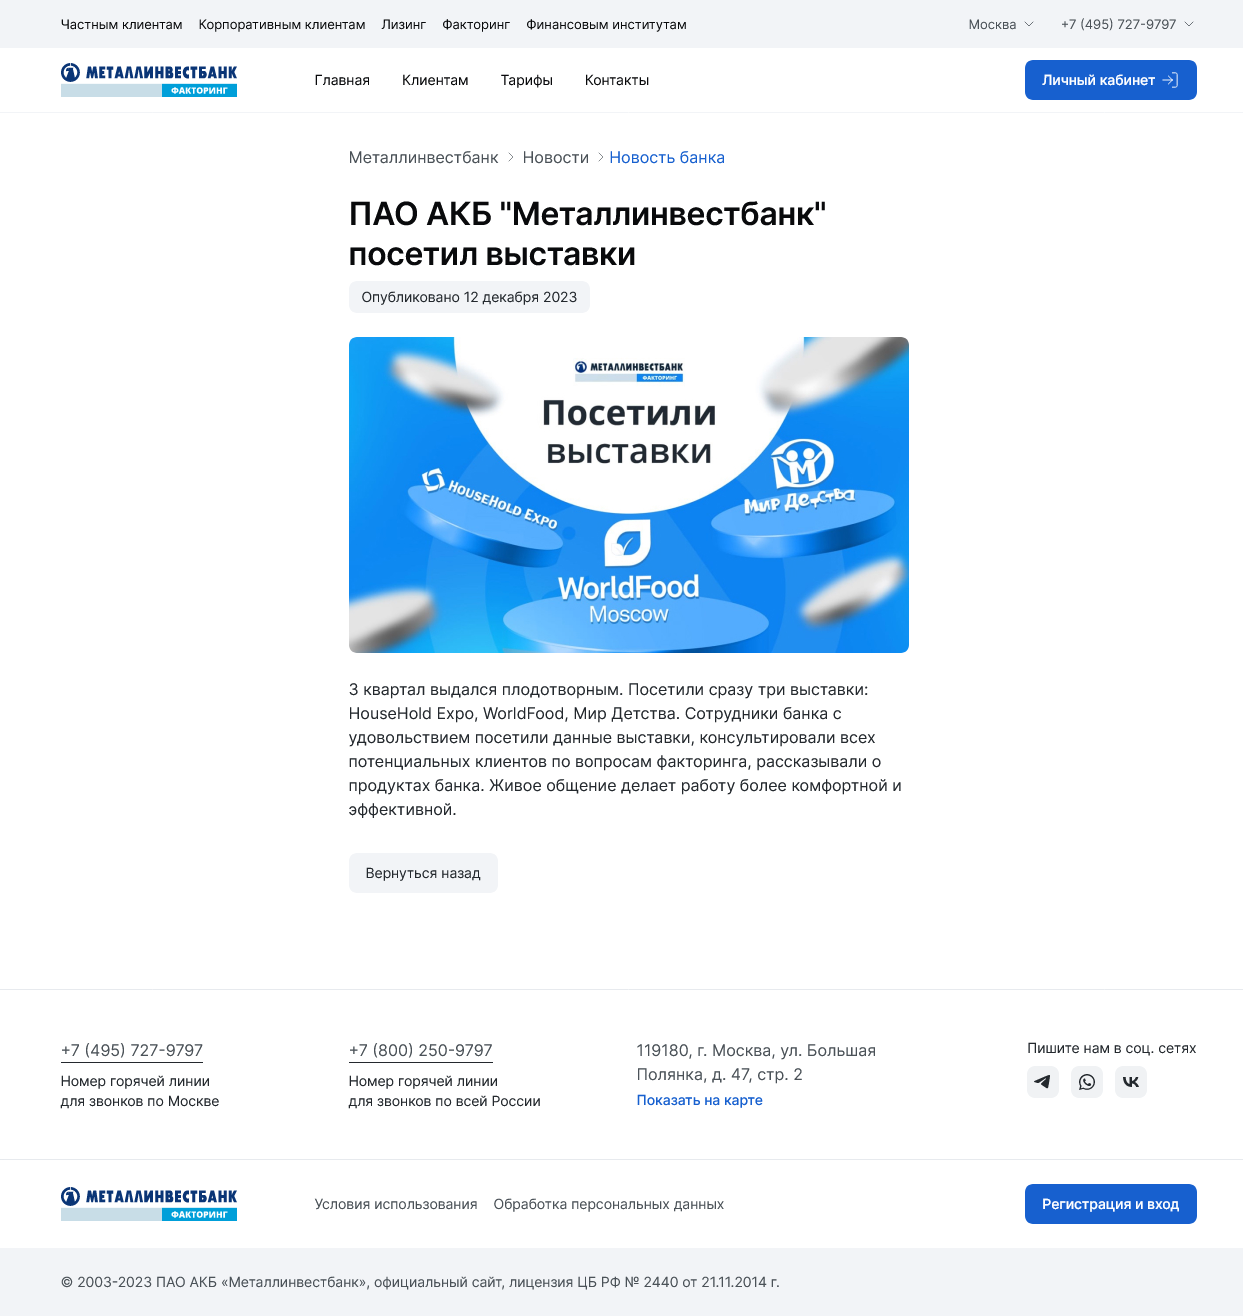 Частным клиентам Корпоративным клиентам Лизинг Факторинг Финансовым институтам Москва +7 (495) 727-9797
МЕТАЛЛИНВЕСТБАНК
ФАКТОРИНГ
Главная Клиентам Тарифы Контакты Личный кабинет
Металлинвестбанк Новости Новость банка
ПАО АКБ "Металлинвестбанк"
посетил выставки
Опубликовано 12 декабря 2023
МЕТАЛЛИНВЕСТБАНК
ФАКТОРИНГ
Посетили
выставки
HouseHold Expo
Мир Детства
WorldFood
Moscow
3 квартал выдался плодотворным. Посетили сразу три выставки:
HouseHold Expo, WorldFood, Мир Детства. Сотрудники банка с
удовольствием посетили данные выставки, консультировали всех
потенциальных клиентов по вопросам факторинга, рассказывали о
продуктах банка. Живое общение делает работу более комфортной и
эффективной.
Вернуться назад
+7 (495) 727-9797
Номер горячей линии
для звонков по Москве
+7 (800) 250-9797
Номер горячей линии
для звонков по всей России
119180, г. Москва, ул. Большая
Полянка, д. 47, стр. 2
Показать на карте
Пишите нам в соц. сетях
МЕТАЛЛИНВЕСТБАНК
ФАКТОРИНГ
Условия использования Обработка персональных данных Регистрация и вход
© 2003-2023 ПАО АКБ «Металлинвестбанк», официальный сайт, лицензия ЦБ РФ № 2440 от 21.11.2014 г.